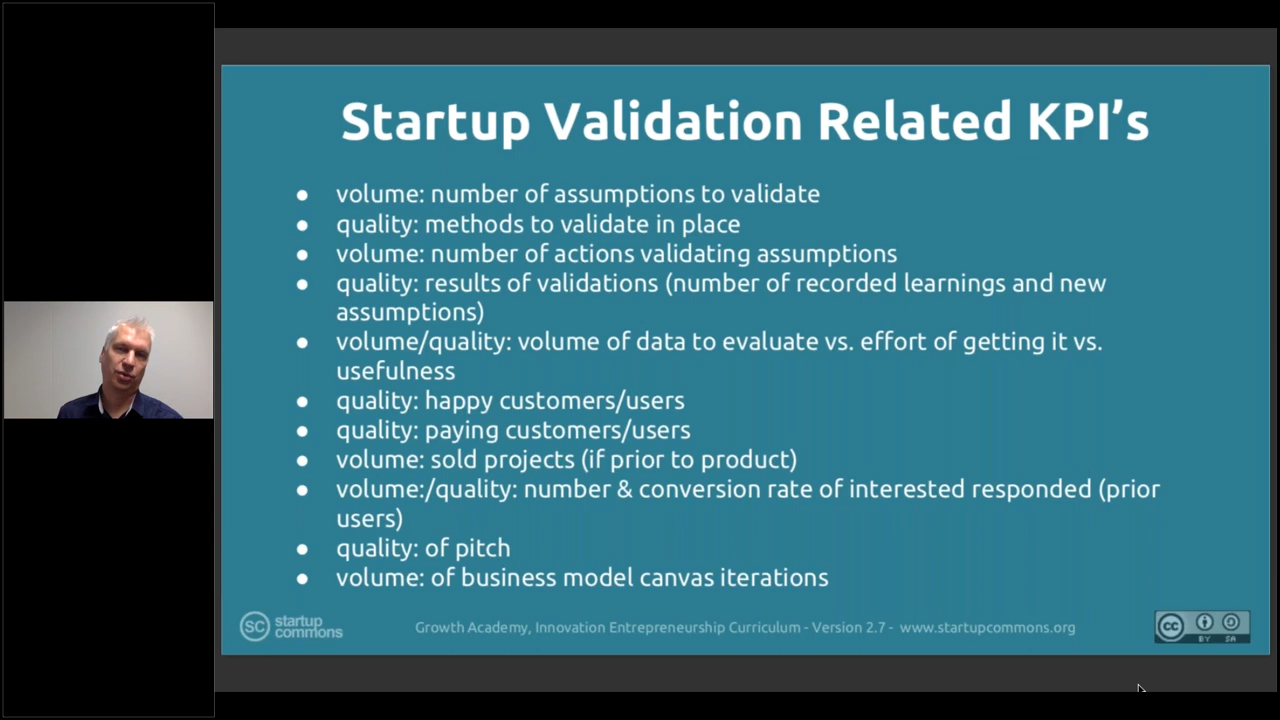 Startup Validation Related KPI's
● volume: number of assumptions to validate
● quality: methods to validate in place
● volume: number of actions validating assumptions
● quality: results of validations (number of recorded learnings and new
assumptions)
● volume/quality: volume of data to evaluate vs. effort of getting it vs.
usefulness
● quality: happy customers/users
● quality: paying customers/users
● volume: sold projects (if prior to product)
● volume:/quality: number & conversion rate of interested responded (prior
users)
● quality: of pitch
● volume: of business model canvas iterations
SC startup
commons
Growth Academy, Innovation Entrepreneurship Curriculum - Version 2.7 - www.startupcommons.org
cc
BY SA